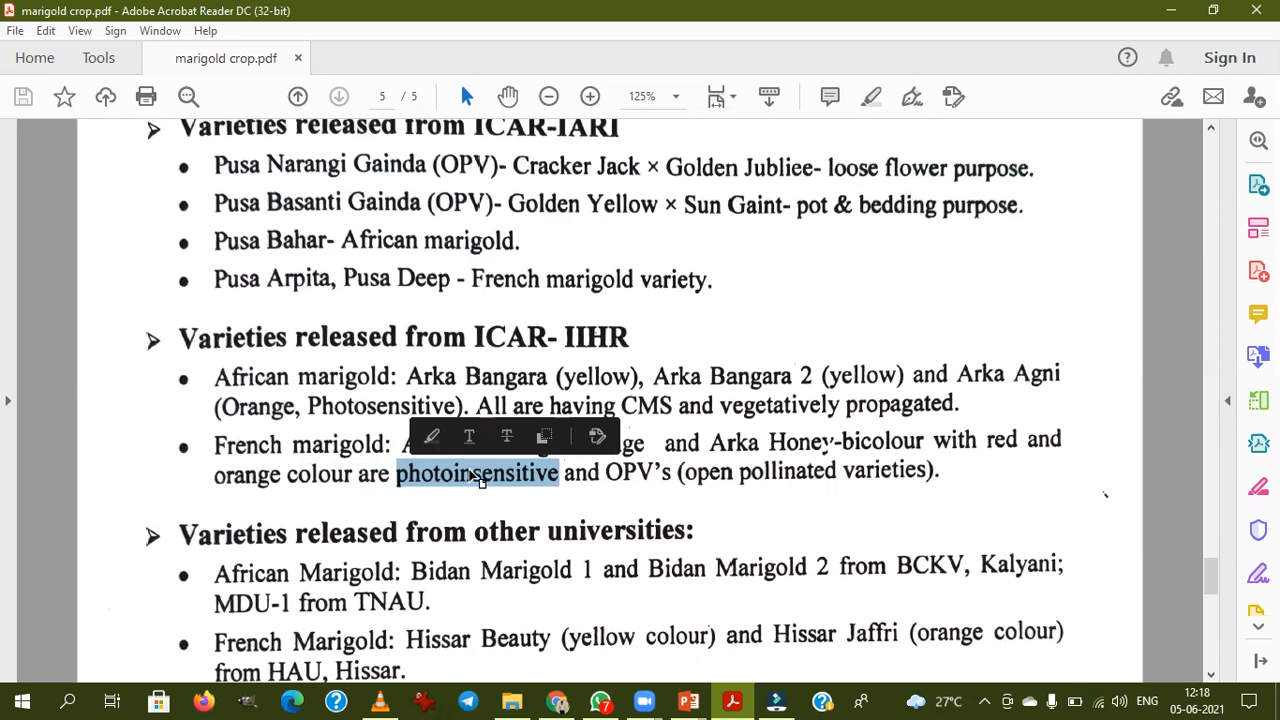 marigold crop.pdf - Adobe Acrobat Reader DC (32-bit)
File Edit View Sign Window Help
Home Tools marigold crop.pdf × Sign In
5 / 5 125%
Varieties released from ICAR-IARI
Pusa Narangi Gainda (OPV)- Cracker Jack × Golden Jubliee- loose flower purpose.
Pusa Basanti Gainda (OPV)- Golden Yellow × Sun Gaint- pot & bedding purpose.
Pusa Bahar- African marigold.
Pusa Arpita, Pusa Deep - French marigold variety.
Varieties released from ICAR- IIHR
African marigold: Arka Bangara (yellow), Arka Bangara 2 (yellow) and Arka Agni
(Orange, Photosensitive). All are having CMS and vegetatively propagated.
French marigold: and Arka Honey-bicolour with red and
orange colour are photoinsensitive and OPV's (open pollinated varieties).
Varieties released from other universities:
African Marigold: Bidan Marigold 1 and Bidan Marigold 2 from BCKV, Kalyani;
MDU-1 from TNAU.
French Marigold: Hissar Beauty (yellow colour) and Hissar Jaffri (orange colour)
from HAU, Hissar.
27°C ENG 12:18
05-06-2021